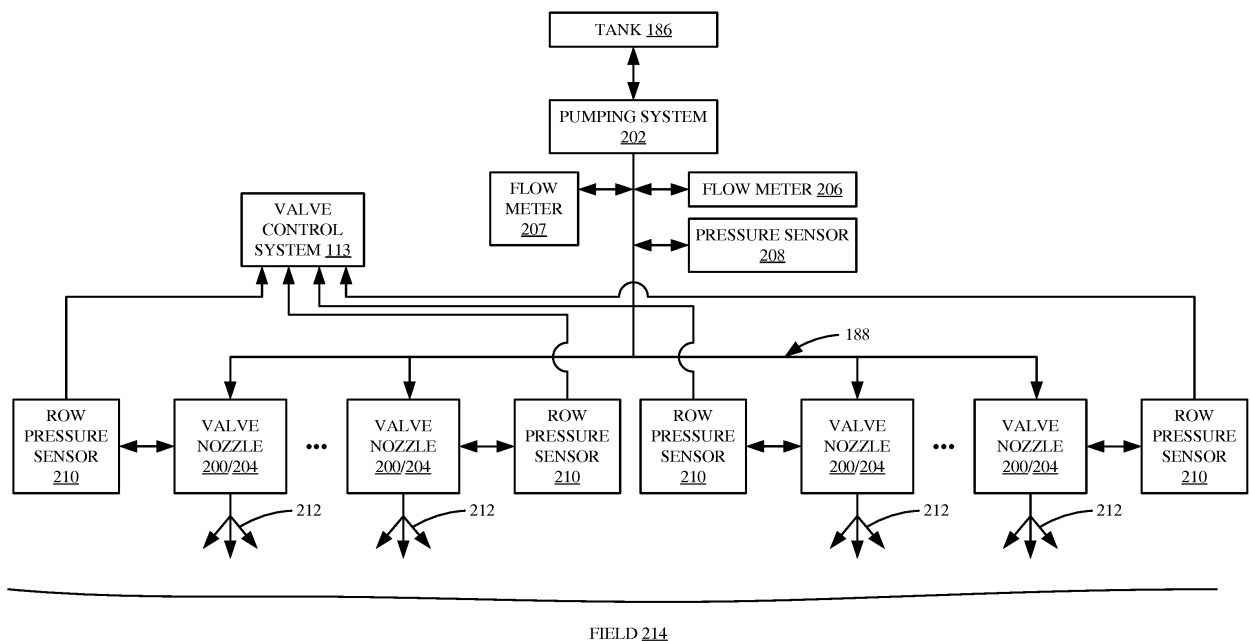 TANK 186
PUMPING SYSTEM
202
FLOW
METER
207
FLOW METER 206
PRESSURE SENSOR
208
VALVE
CONTROL
SYSTEM 113
188
ROW
PRESSURE
SENSOR
210
VALVE
NOZZLE
200/204
•••
VALVE
NOZZLE
200/204
ROW
PRESSURE
SENSOR
210
ROW
PRESSURE
SENSOR
210
VALVE
NOZZLE
200/204
•••
VALVE
NOZZLE
200/204
ROW
PRESSURE
SENSOR
210
212
212
212
212
FIELD 214